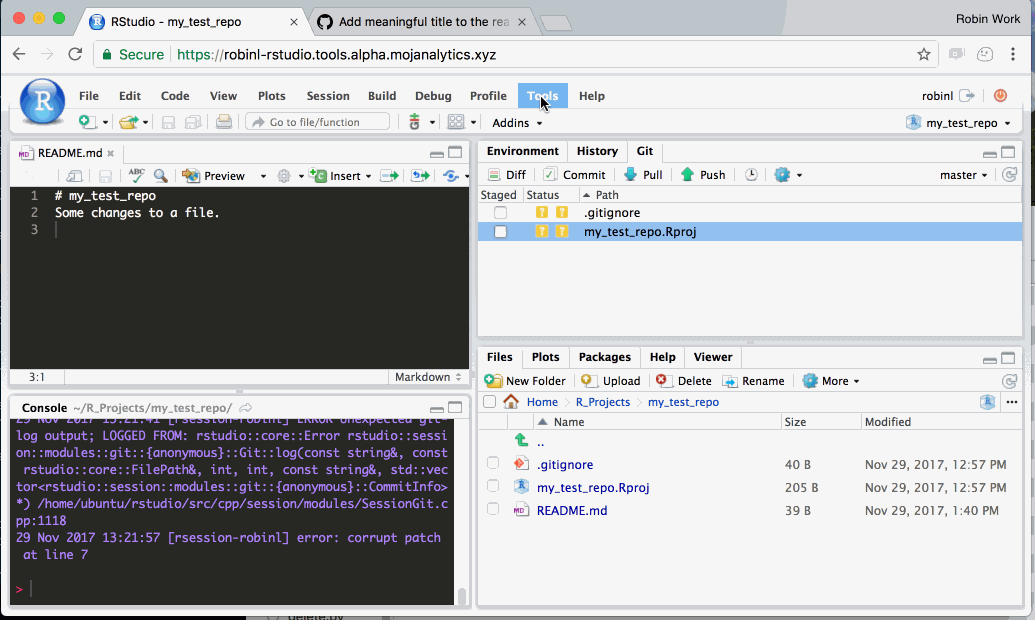 RStudio - my_test_repo
Add meaningful title to the rea
Robin Work
Secure https://robinl-rstudio.tools.alpha.mojanalytics.xyz
R
File Edit Code View Plots Session Build Debug Profile Tools Help
robinl
Go to file/function
Addins
my_test_repo
README.md
ABC
Preview
Insert
1 # my_test_repo
2 Some changes to a file.
3
3:1
Markdown
Console ~/R_Projects/my_test_repo/
29 Nov 2017 13:21:41 [rsession-robinl] ERROR unexpected git
log output; LOGGED FROM: rstudio::core::Error rstudio::sessi
on::modules::git::{anonymous}::Git::log(const string&, const
rstudio::core::FilePath&, int, int, const string&, std::vec
tor<rstudio::session::modules::git::{anonymous}::CommitInfo>
*) /home/ubuntu/rstudio/src/cpp/session/modules/SessionGit.c
pp:1118
29 Nov 2017 13:21:57 [rsession-robinl] error: corrupt patch
at line 7
>
Environment History Git
Diff Commit Pull Push
master
Staged Status Path
? ? .gitignore
? ? my_test_repo.Rproj
Files Plots Packages Help Viewer
New Folder Upload Delete Rename More
Home R_Projects my_test_repo
Name Size Modified
..
.gitignore 40 B Nov 29, 2017, 12:57 PM
my_test_repo.Rproj 205 B Nov 29, 2017, 12:57 PM
README.md 39 B Nov 29, 2017, 1:40 PM
delete.py